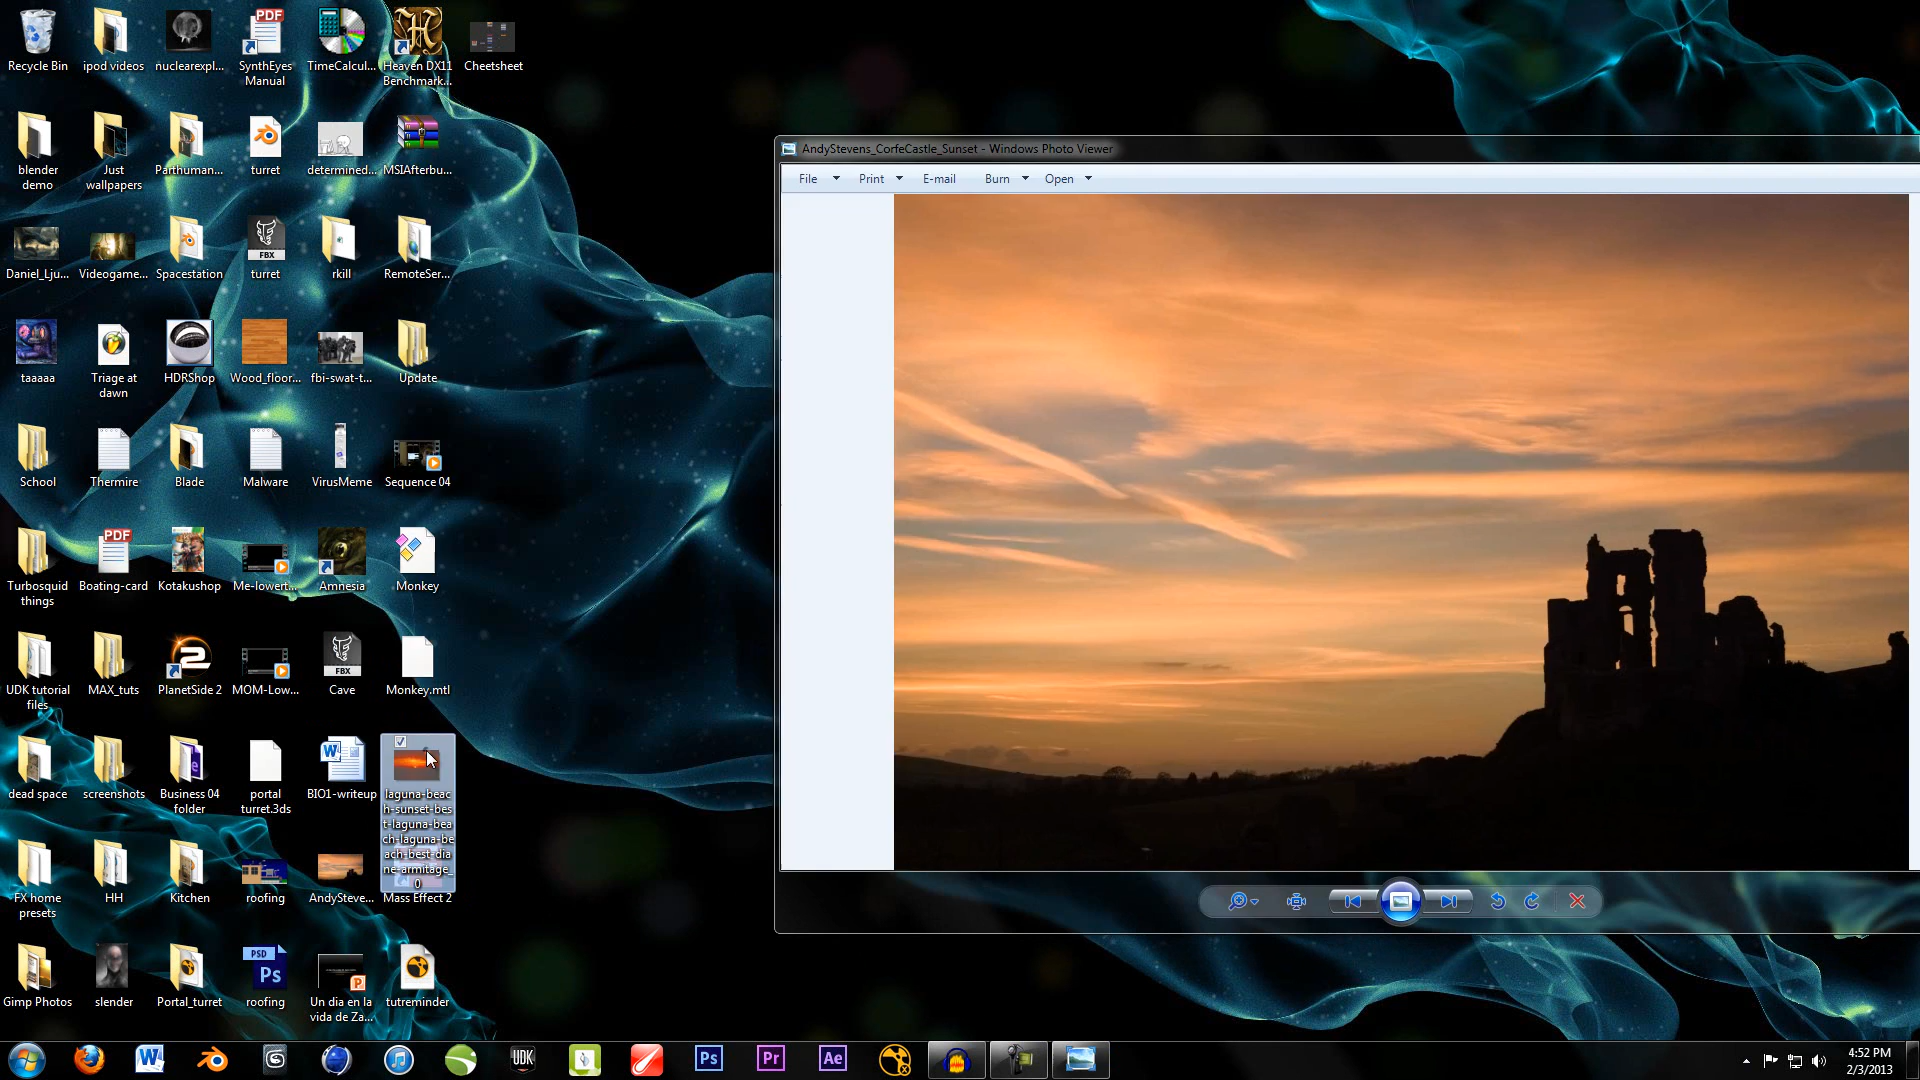 Recycle Bin
ipod videos
nuclearexpl...
SynthEyes
Manual
TimeCalcul...
Heaven DX11
Benchmark...
Cheetsheet
blender
demo
Just
wallpapers
Parthuman...
turret
determined...
MSIAfterbu...
Daniel_Lju...
Videogame...
Spacestation
FBX
turret
rkill
RemoteSer...
taaaaa
Triage at
dawn
HDRShop
Wood_floor...
fbi-swat-t...
Update
School
Thermire
Blade
Malware
VirusMeme
Sequence 04
Turbosquid
things
PDF
Boating-card
Kotakushop
Me-lowert...
Amnesia
Monkey
UDK tutorial
files
MAX_tuts
PlanetSide 2
MOM-Low...
FBX
Cave
Monkey.mtl
dead space
screenshots
Business 04
folder
portal
turret.3ds
BIO1-writeup
laguna-beac
h-sunset-bes
t-laguna-bea
ch-laguna-be
ach-best-dia
ne-armitage_
0
FX home
presets
HH
Kitchen
roofing
AndySteve...
Mass Effect 2
Gimp Photos
slender
Portal_turret
PSD
Ps
roofing
Un dia en la
vida de Za...
tutreminder
AndyStevens_CorfeCastle_Sunset - Windows Photo Viewer
File Print E-mail Burn Open
UDK
Ps
Pr
Ae
4:52 PM
2/3/2013